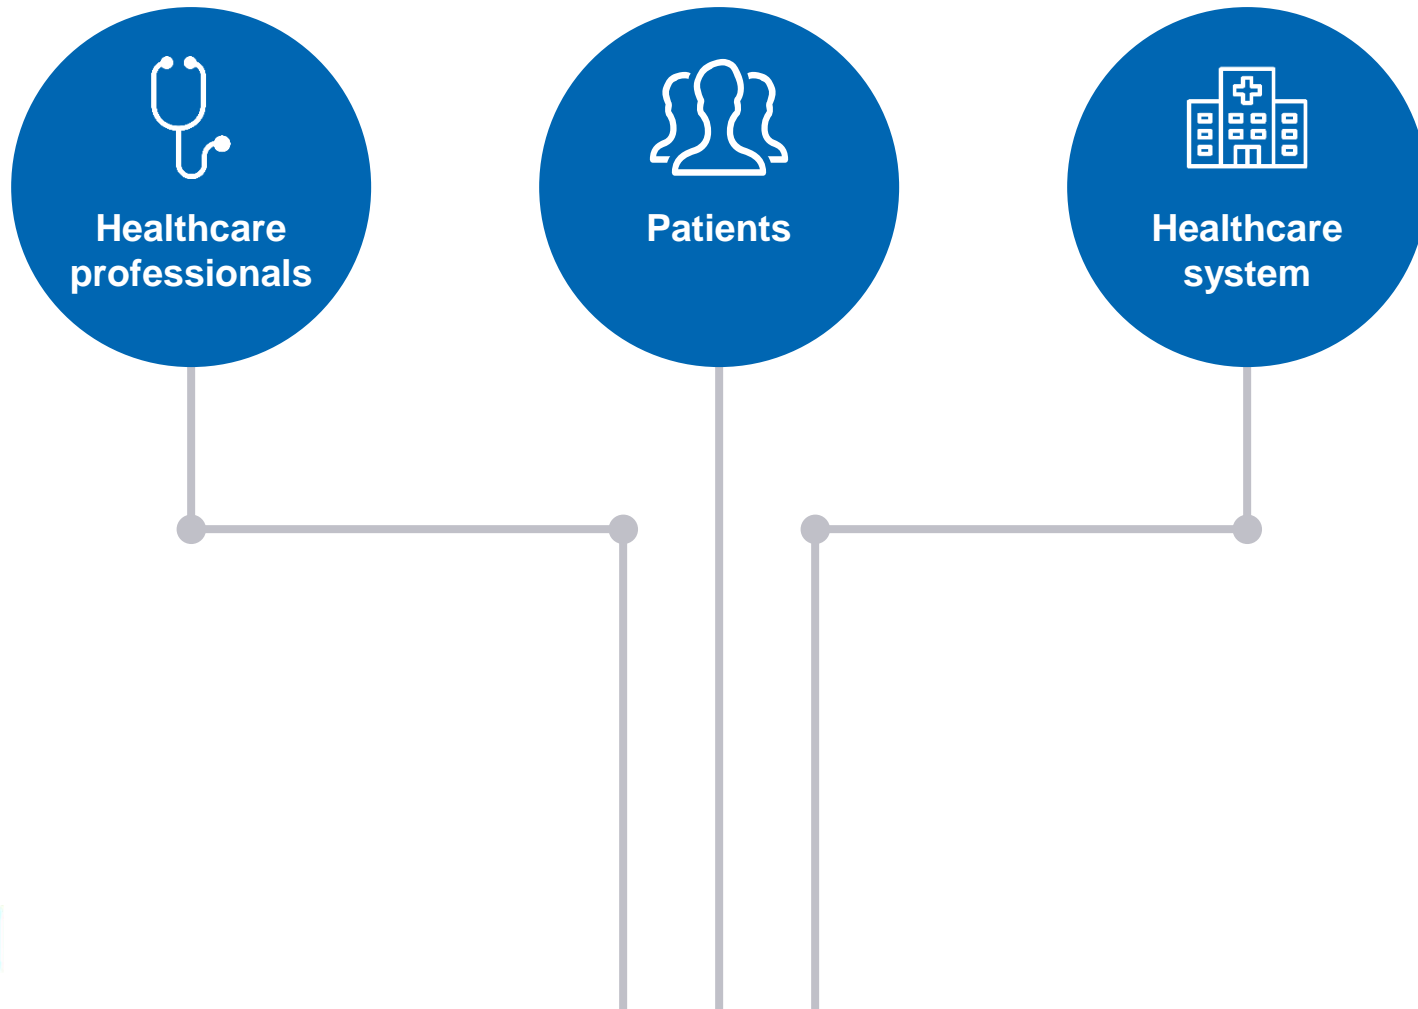 Healthcare
professionals
Patients
Healthcare
system